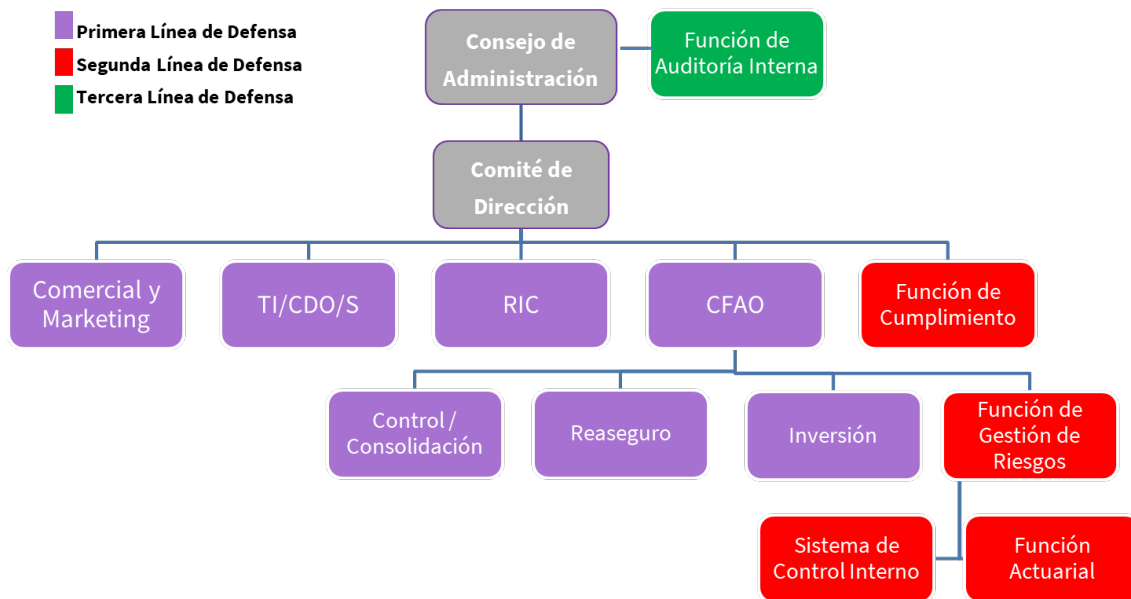 Primera Línea de Defensa
Segunda Línea de Defensa
Tercera Línea de Defensa
Consejo de
Administración
Función de
Auditoría Interna
Comité de
Dirección
Comercial y
Marketing
TI/CDO/S
RIC
CFAO
Función de
Cumplimiento
Control /
Consolidación
Reaseguro
Inversión
Función de
Gestión de
Riesgos
Sistema de
Control Interno
Función
Actuarial